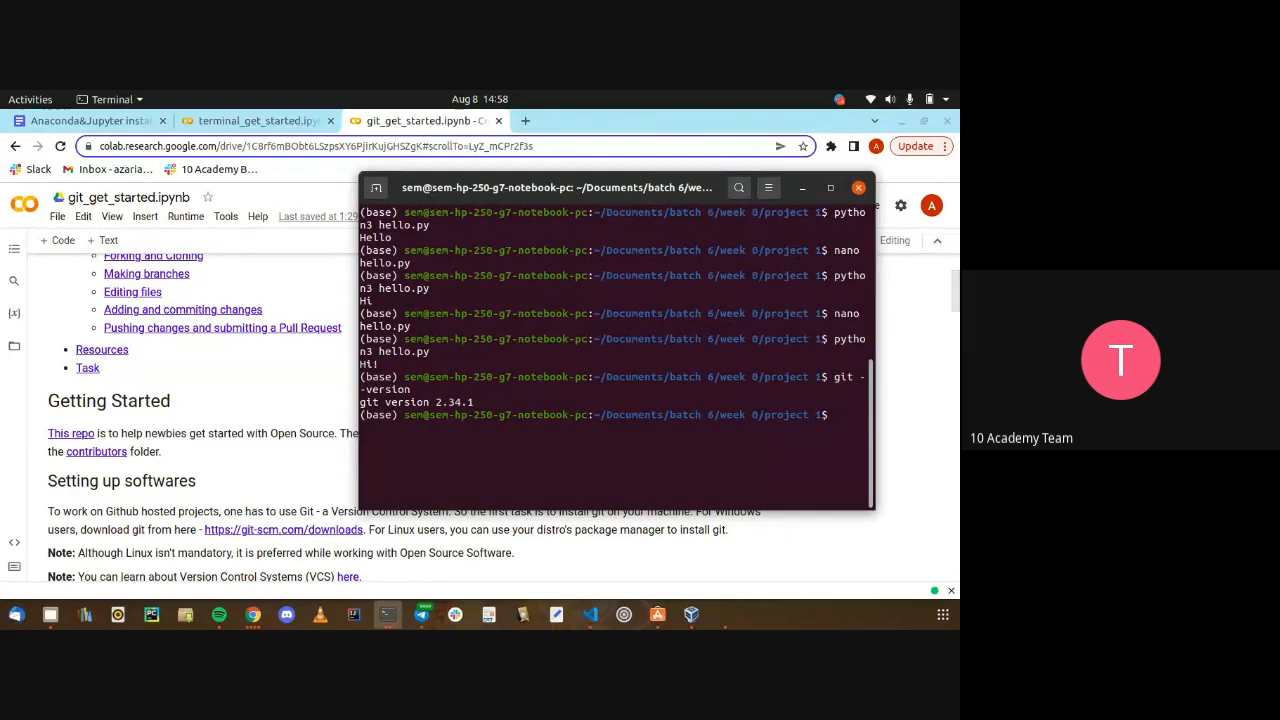 Activities
Terminal
Aug 8 14:58
Anaconda&Jupyter instal
terminal_get_started.ipyn
git_get_started.ipynb - C
colab.research.google.com/drive/1C8rf6mBObt6LSzpsXY6PjirKujGHSZgK#scrollTo=LyZ_mCPr2f3s
A
Update
Slack
Inbox - azaria
10 Academy B...
sem@sem-hp-250-g7-notebook-pc: ~/Documents/batch 6/we...
git_get_started.ipynb
A
File Edit View Insert Runtime Tools Help Last saved at 1:29
+ Code + Text
Editing
Forking and Cloning
Making branches
Editing files
Adding and commiting changes
Pushing changes and submitting a Pull Request
Resources
Task
Getting Started
This repo is to help newbies get started with Open Source. The
the contributors folder.
Setting up softwares
To work on Github hosted projects, one has to use Git - a Version Control System. So the first task is to install git on your machine. For Windows
users, download git from here - https://git-scm.com/downloads. For Linux users, you can use your distro's package manager to install git.
Note: Although Linux isn't mandatory, it is preferred while working with Open Source Software.
Note: You can learn about Version Control Systems (VCS) here.
(base) sem@sem-hp-250-g7-notebook-pc:~/Documents/batch 6/week 0/project 1$ pytho
n3 hello.py
Hello
(base) sem@sem-hp-250-g7-notebook-pc:~/Documents/batch 6/week 0/project 1$ nano
hello.py
(base) sem@sem-hp-250-g7-notebook-pc:~/Documents/batch 6/week 0/project 1$ pytho
n3 hello.py
Hi
(base) sem@sem-hp-250-g7-notebook-pc:~/Documents/batch 6/week 0/project 1$ nano
hello.py
(base) sem@sem-hp-250-g7-notebook-pc:~/Documents/batch 6/week 0/project 1$ pytho
n3 hello.py
Hi!
(base) sem@sem-hp-250-g7-notebook-pc:~/Documents/batch 6/week 0/project 1$ git -
-version
git version 2.34.1
(base) sem@sem-hp-250-g7-notebook-pc:~/Documents/batch 6/week 0/project 1$
T
10 Academy Team